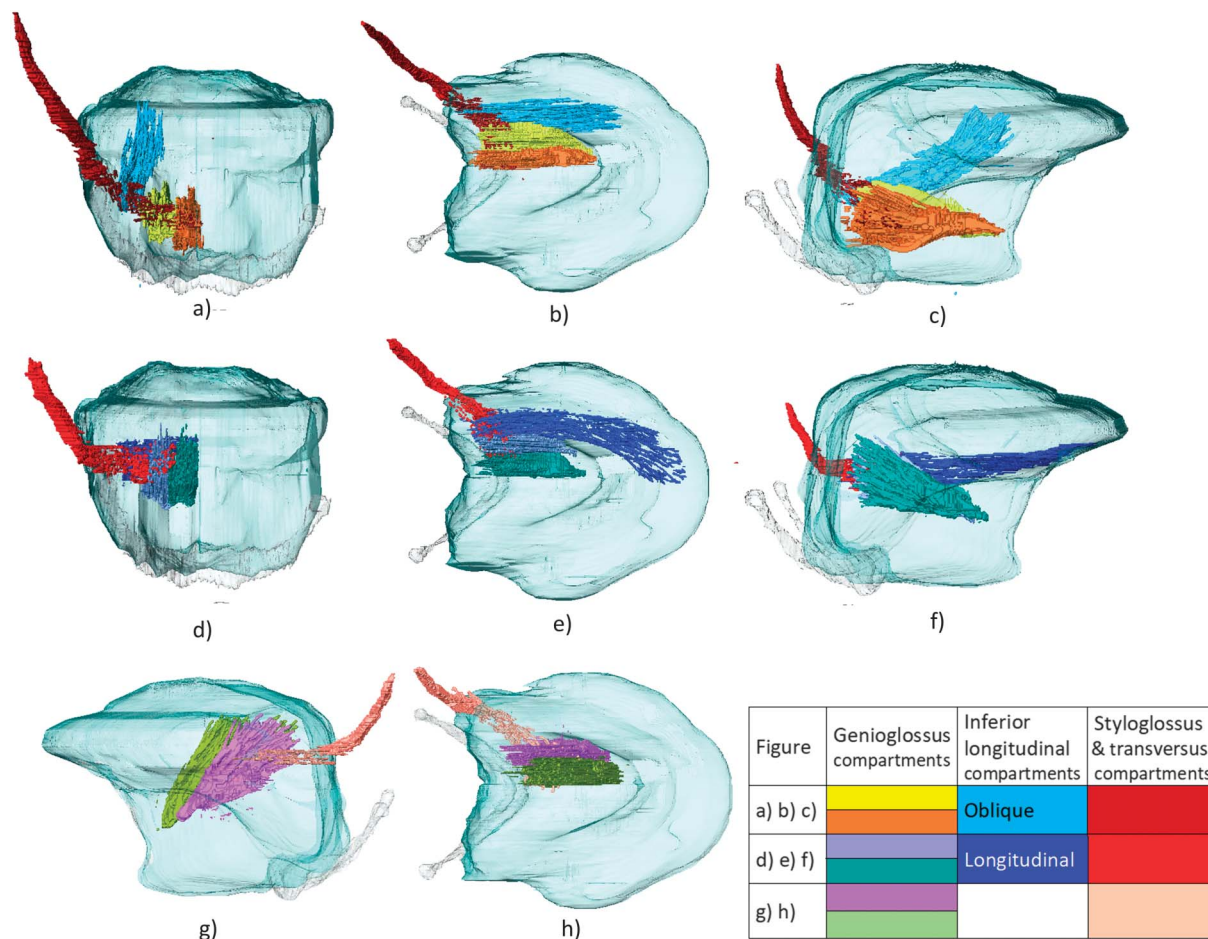 a)
b)
c)
d)
e)
f)
g)
h)
Figure
Genioglossus
compartments
Inferior
longitudinal
compartments
Styloglossus
& transversus
compartments
a) b) c)
Oblique
d) e) f)
Longitudinal
g) h)